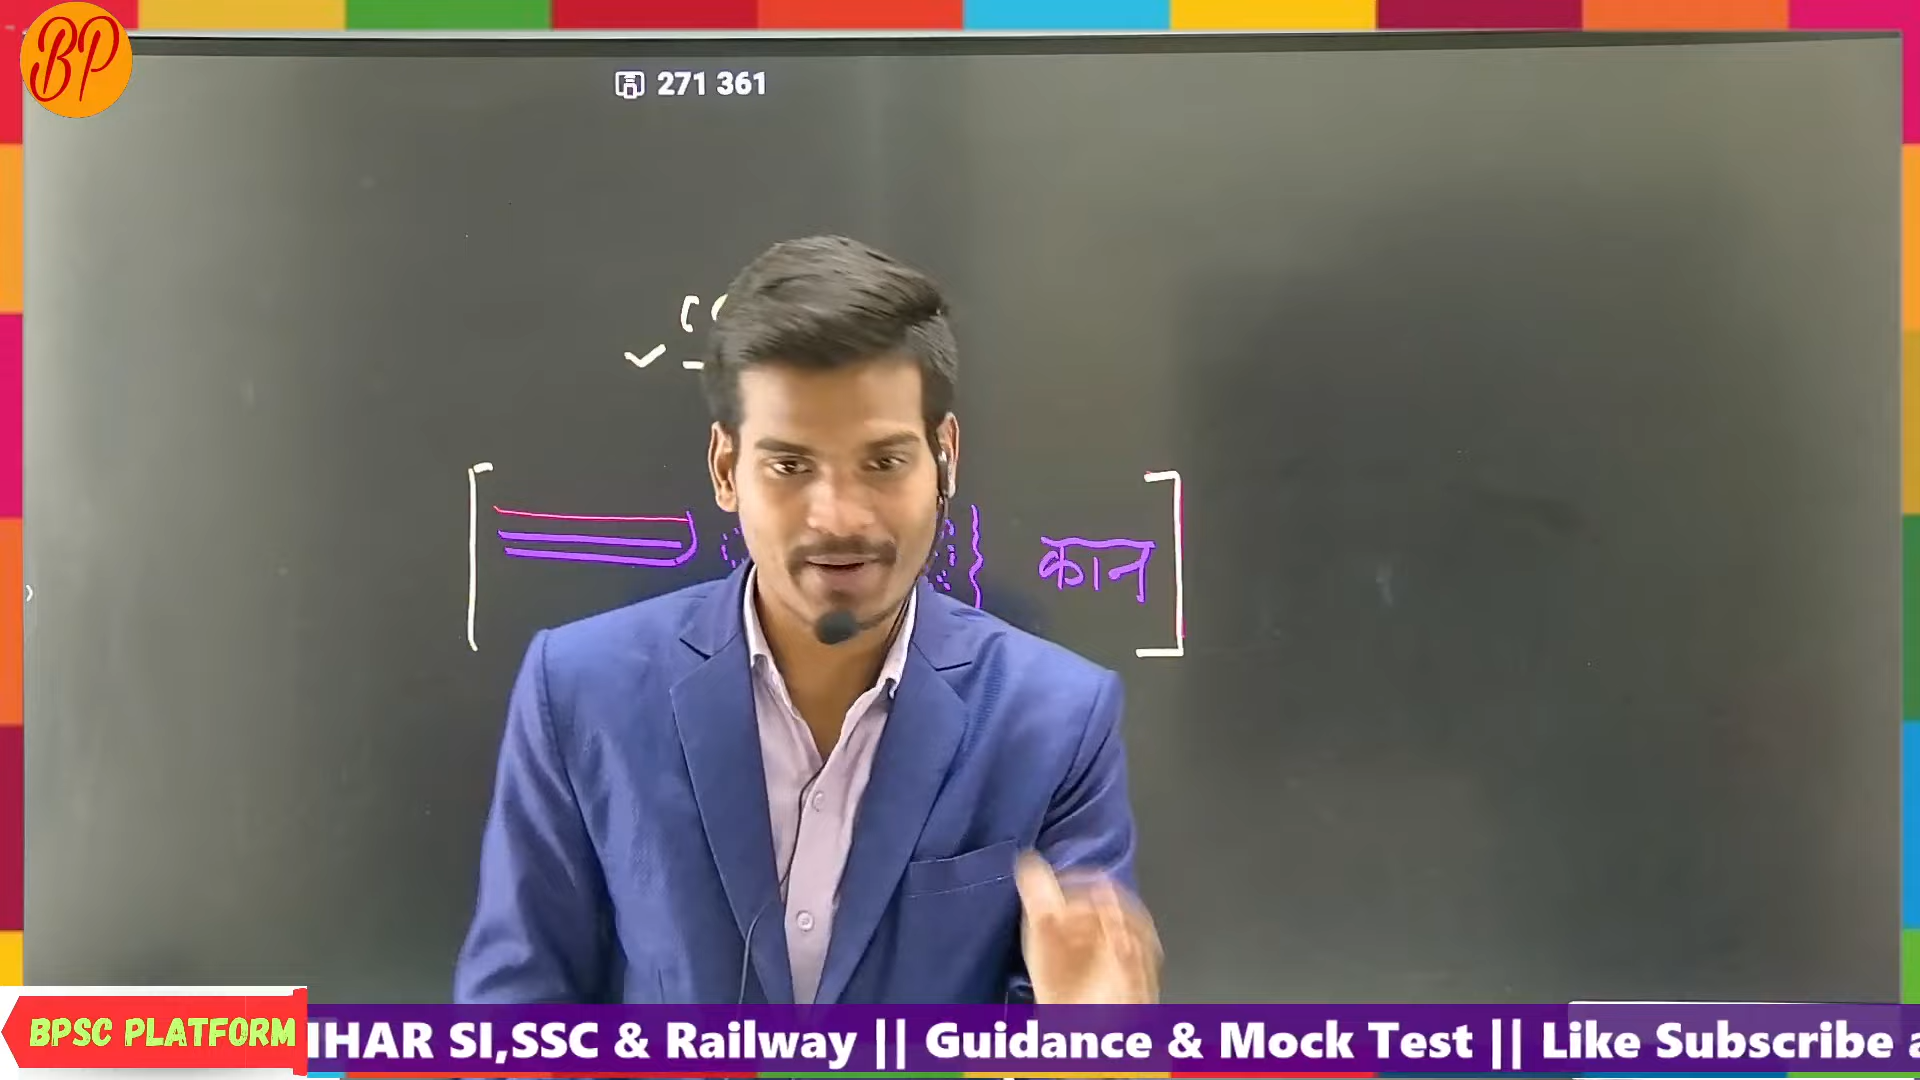 BP
271 361
कान
BPSC PLATFORM
IHAR SI,SSC & Railway || Guidance & Mock Test || Like Subscribe a